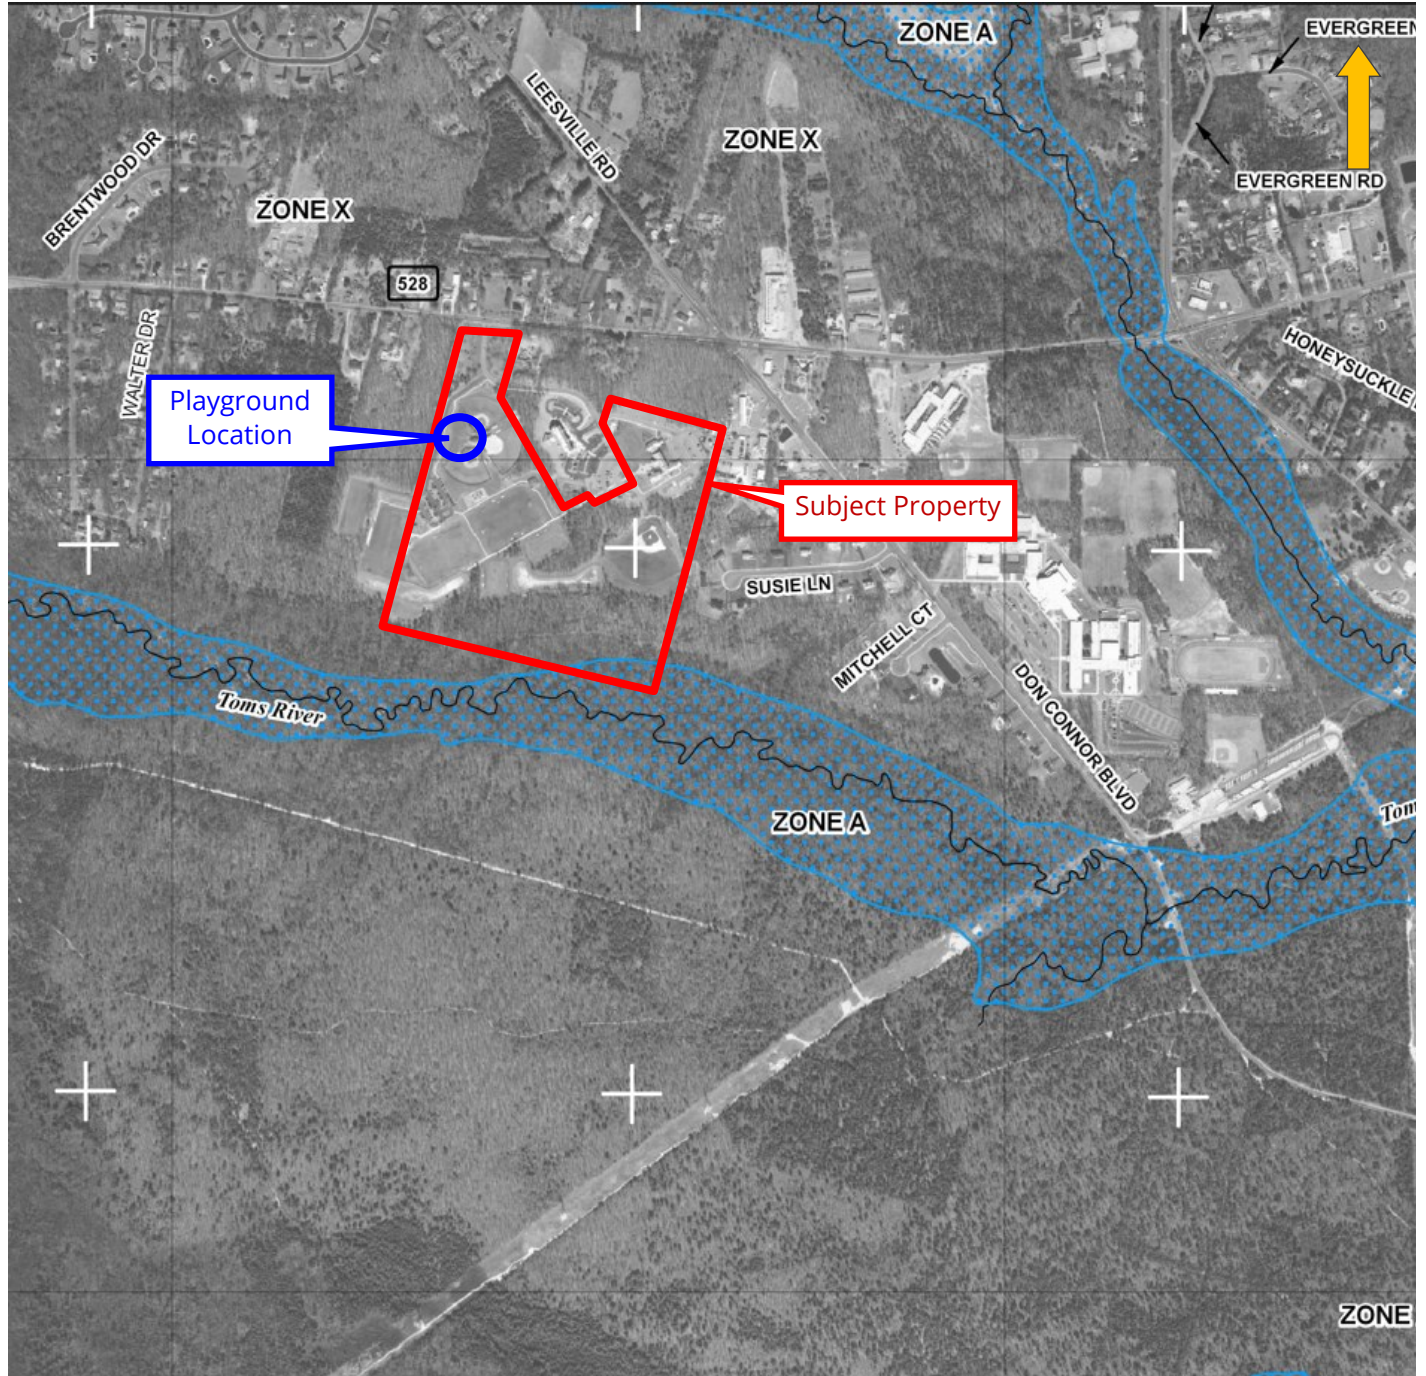 ZONE A
EVERGREEN
LEESVILLE RD
ZONE X
BRENTWOOD DR
EVERGREEN RD
ZONE X
528
WALTER DR
HONEYSUCKLE
Playground
Location
Subject Property
SUSIE LN
MITCHELL CT
DON CONNOR BLVD
Toms River
ZONE A
Tom
ZONE